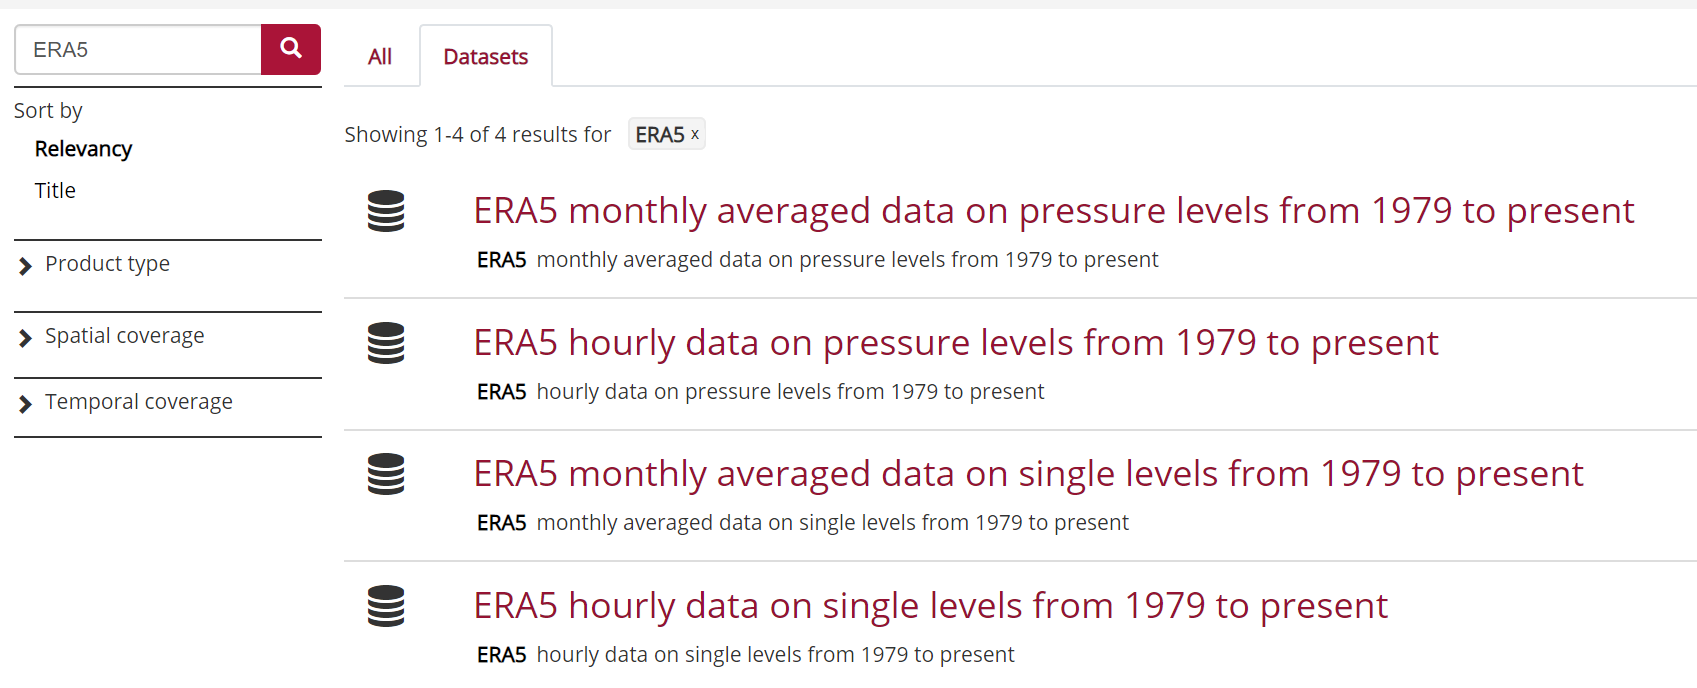 ERA5
Sort by
Relevancy
Title
Product type
Spatial coverage
Temporal coverage
All
Datasets
Showing 1-4 of 4 results for ERA5 x
ERA5 monthly averaged data on pressure levels from 1979 to present
ERA5 monthly averaged data on pressure levels from 1979 to present
ERA5 hourly data on pressure levels from 1979 to present
ERA5 hourly data on pressure levels from 1979 to present
ERA5 monthly averaged data on single levels from 1979 to present
ERA5 monthly averaged data on single levels from 1979 to present
ERA5 hourly data on single levels from 1979 to present
ERA5 hourly data on single levels from 1979 to present